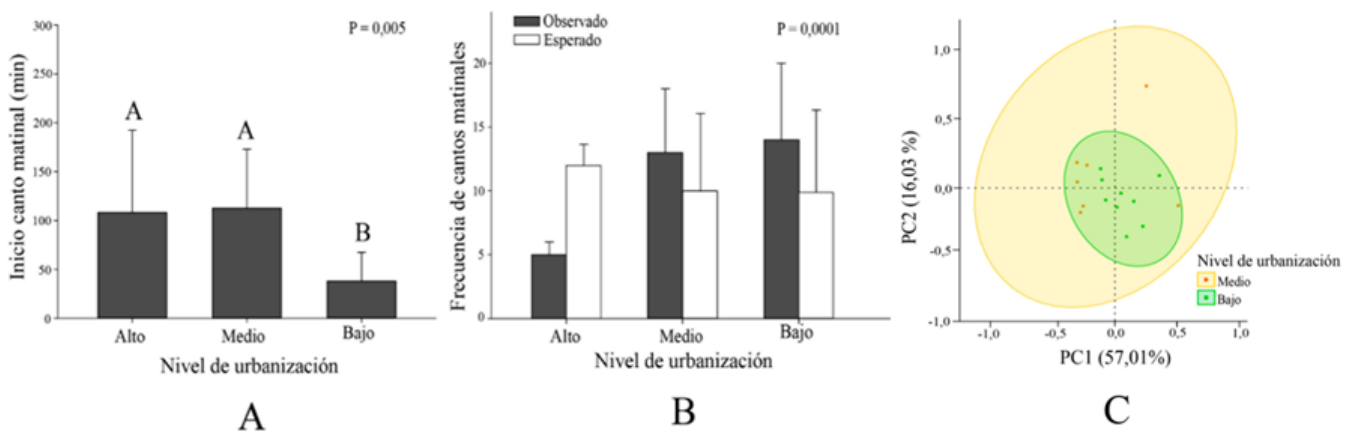 300
250
200
150
100
50
0
Inicio canto matinal (min)
P = 0,005
A
A
B
Alto
Medio
Bajo
Nivel de urbanización
A
Observado
Esperado
P = 0,0001
20
15
10
5
0
Frecuencia de cantos matinales
Alto
Medio
Bajo
Nivel de urbanización
B
1,0
0,5
0,0
-0,5
-1,0
PC2 (16,03 %)
-1,0
-0,5
0,0
0,5
1,0
PC1 (57,01%)
Nivel de urbanización
Medio
Bajo
C